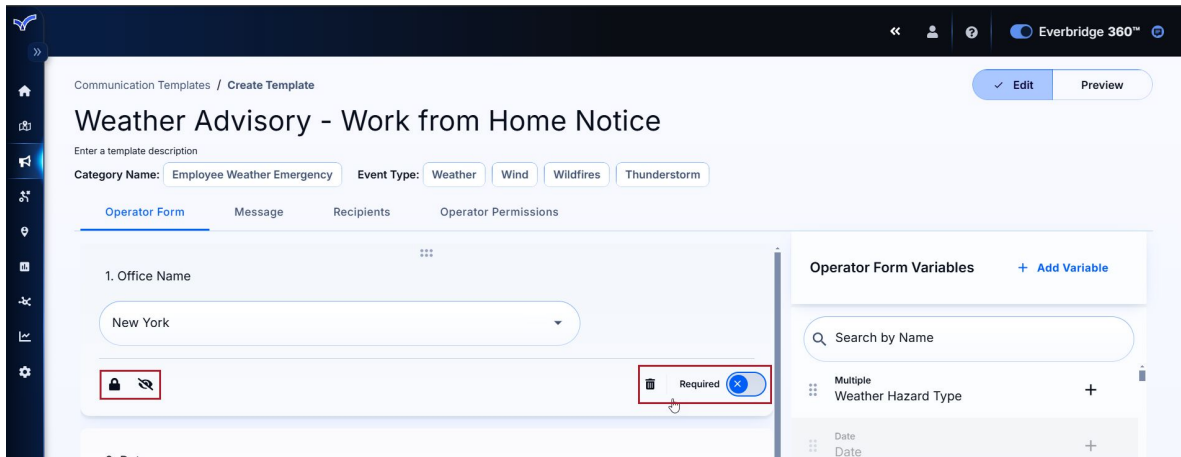 Everbridge 360™
Communication Templates / Create Template
Edit Preview
Weather Advisory - Work from Home Notice
Enter a template description
Category Name: Employee Weather Emergency Event Type: Weather Wind Wildfires Thunderstorm
Operator Form Message Recipients Operator Permissions
1. Office Name
New York
Required
Operator Form Variables + Add Variable
Search by Name
Multiple
Weather Hazard Type
Date
Date